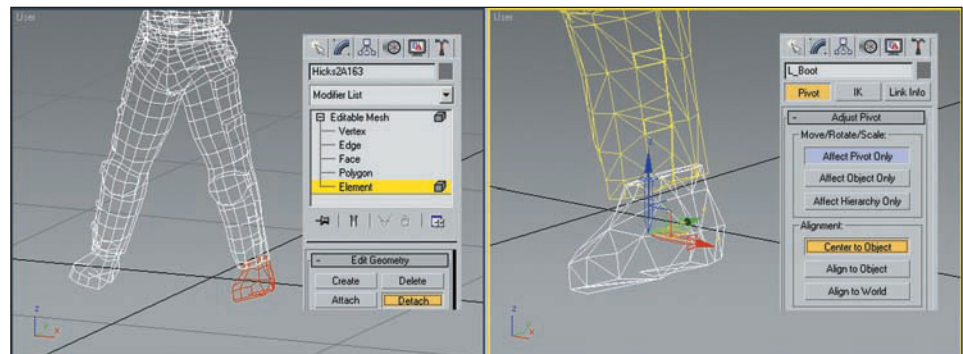 User
Hicks2A163
Modifier List
Editable Mesh
Vertex
Edge
Face
Polygon
Element
- Edit Geometry
Create Delete
Attach Detach
z
y
x
User
L_Boot
Pivot IK Link Info
- Adjust Pivot
Move/Rotate/Scale:
Affect Pivot Only
Affect Object Only
Affect Hierarchy Only
Alignment:
Center to Object
Align to Object
Align to World
z
y
x